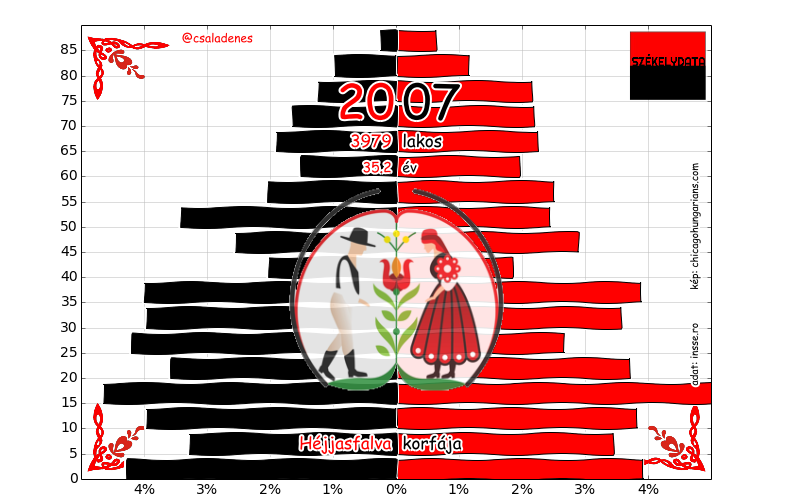 @csaladenes
SZÉKELYDATA
2007
3979 lakos
35.2 év
kép: chicagohungarians.com
adat: insse.ro
Héjjasfalva korfája
85
80
75
70
65
60
55
50
45
40
35
30
25
20
15
10
5
0
4% 3% 2% 1% 0% 1% 2% 3% 4%